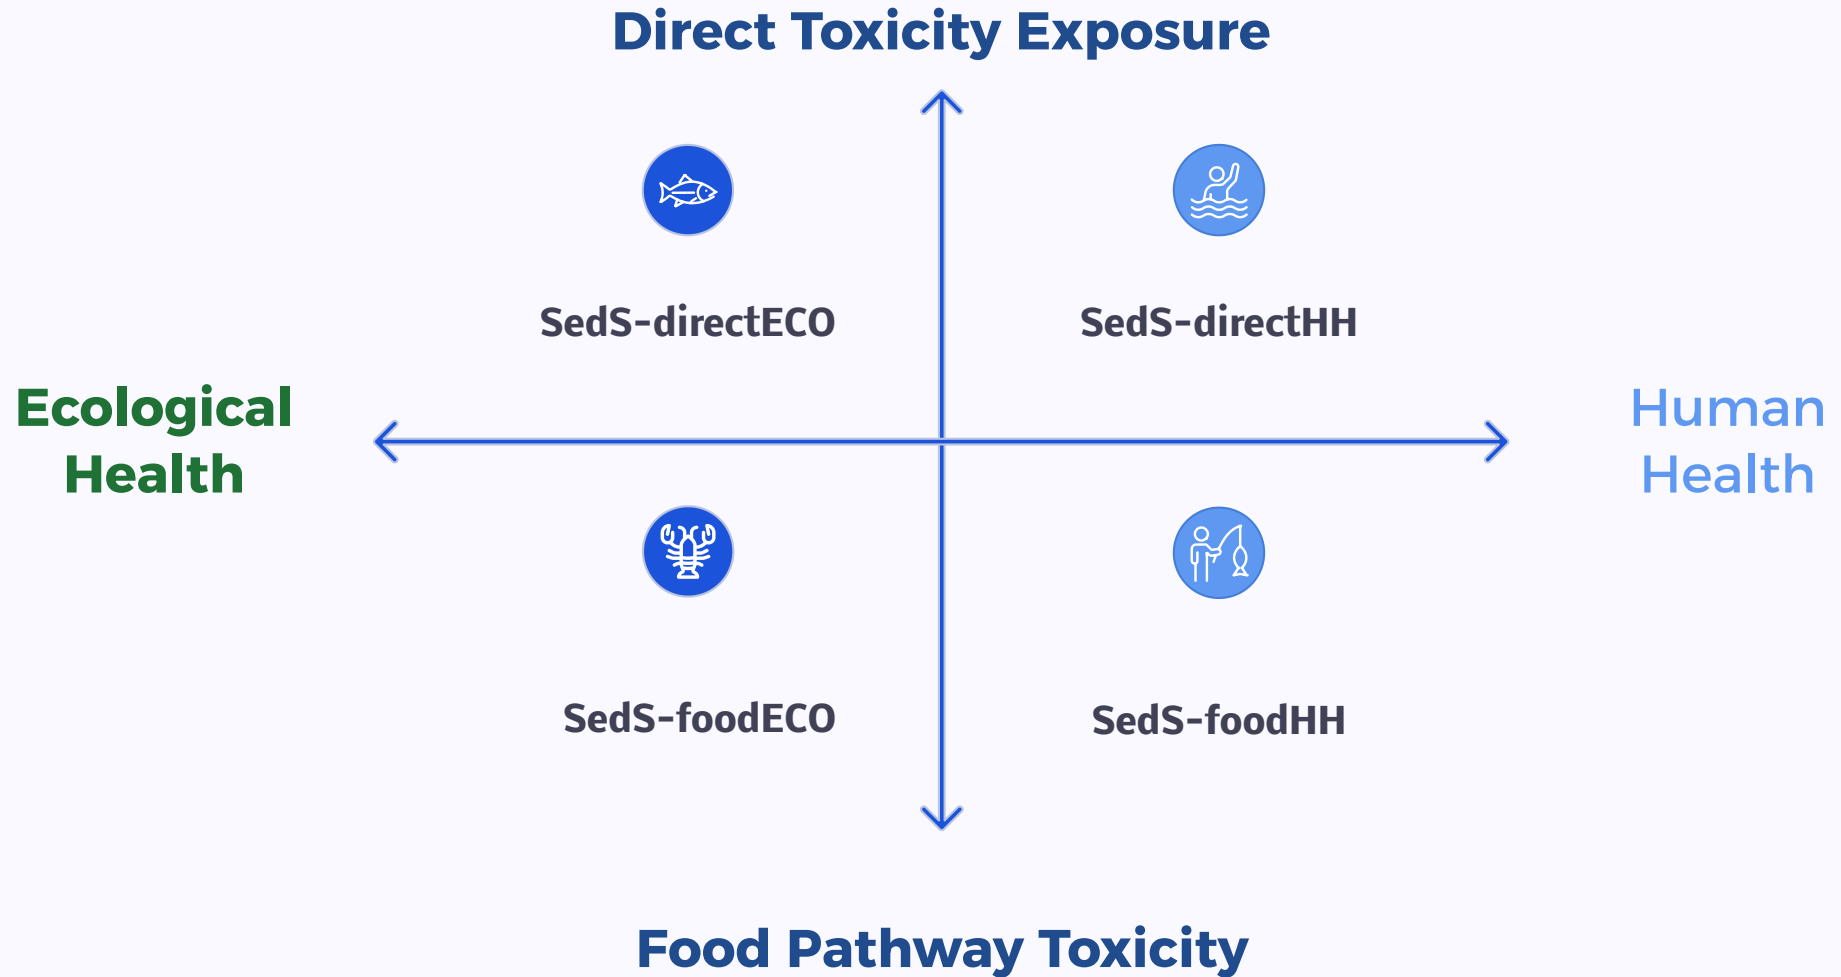 Direct Toxicity Exposure
SedS-directECO
SedS-directHH
Ecological
Health
Human
Health
SedS-foodECO
SedS-foodHH
Food Pathway Toxicity